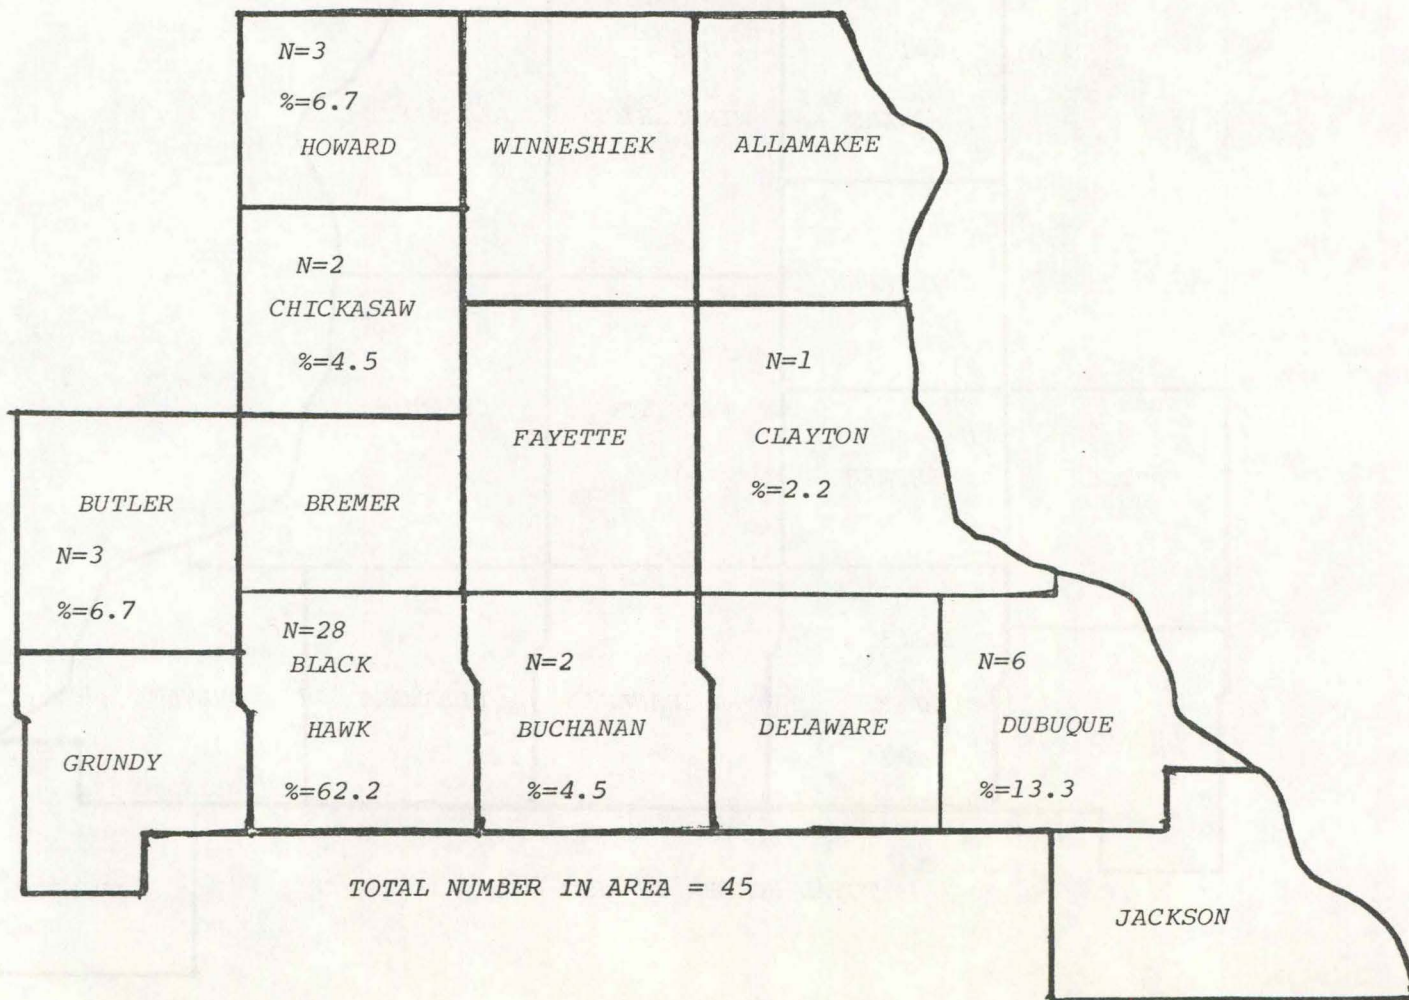 N=3
%=6.7
HOWARD
WINNESHIEK
ALLAMAKEE
N=2
CHICKASAW
%=4.5
FAYETTE
N=1
CLAYTON
%=2.2
BUTLER
N=3
%=6.7
BREMER
GRUNDY
N=28
BLACK
HAWK
%=62.2
N=2
BUCHANAN
%=4.5
DELAWARE
N=6
DUBUQUE
%=13.3
JACKSON
TOTAL NUMBER IN AREA = 45